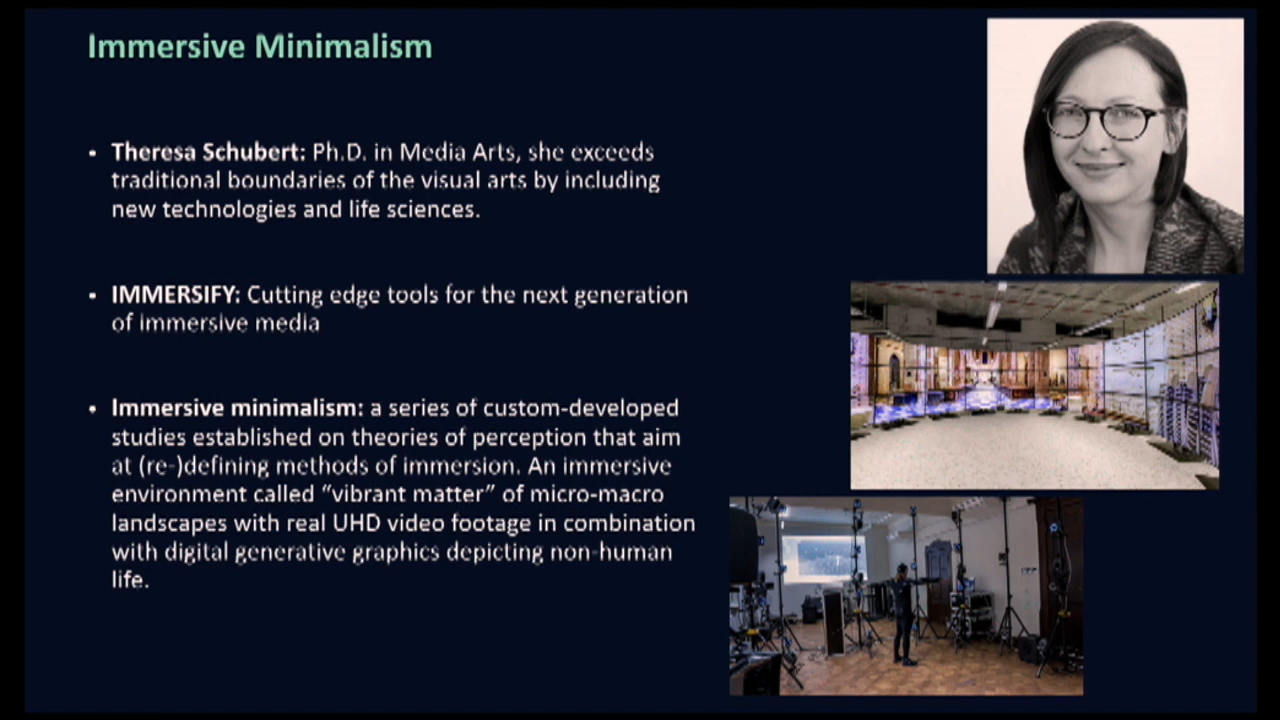 Immersive Minimalism
• Theresa Schubert: Ph.D. in Media Arts, she exceeds
traditional boundaries of the visual arts by including
new technologies and life sciences.
• IMMERSIFY: Cutting edge tools for the next generation
of immersive media
• Immersive minimalism: a series of custom-developed
studies established on theories of perception that aim
at (re-)defining methods of immersion. An immersive
environment called “vibrant matter” of micro-macro
landscapes with real UHD video footage in combination
with digital generative graphics depicting non-human
life.